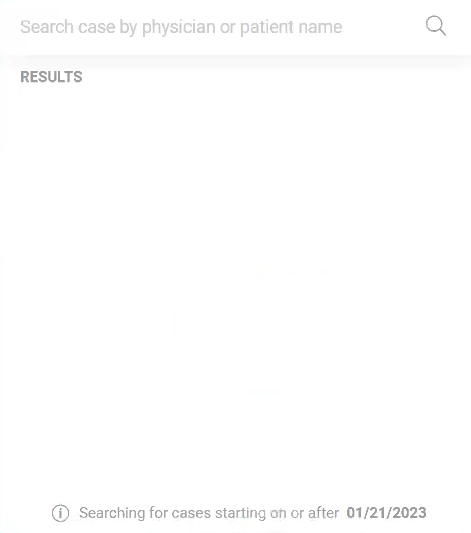 Search case by physician or patient name
RESULTS
Searching for cases starting on or after 01/21/2023